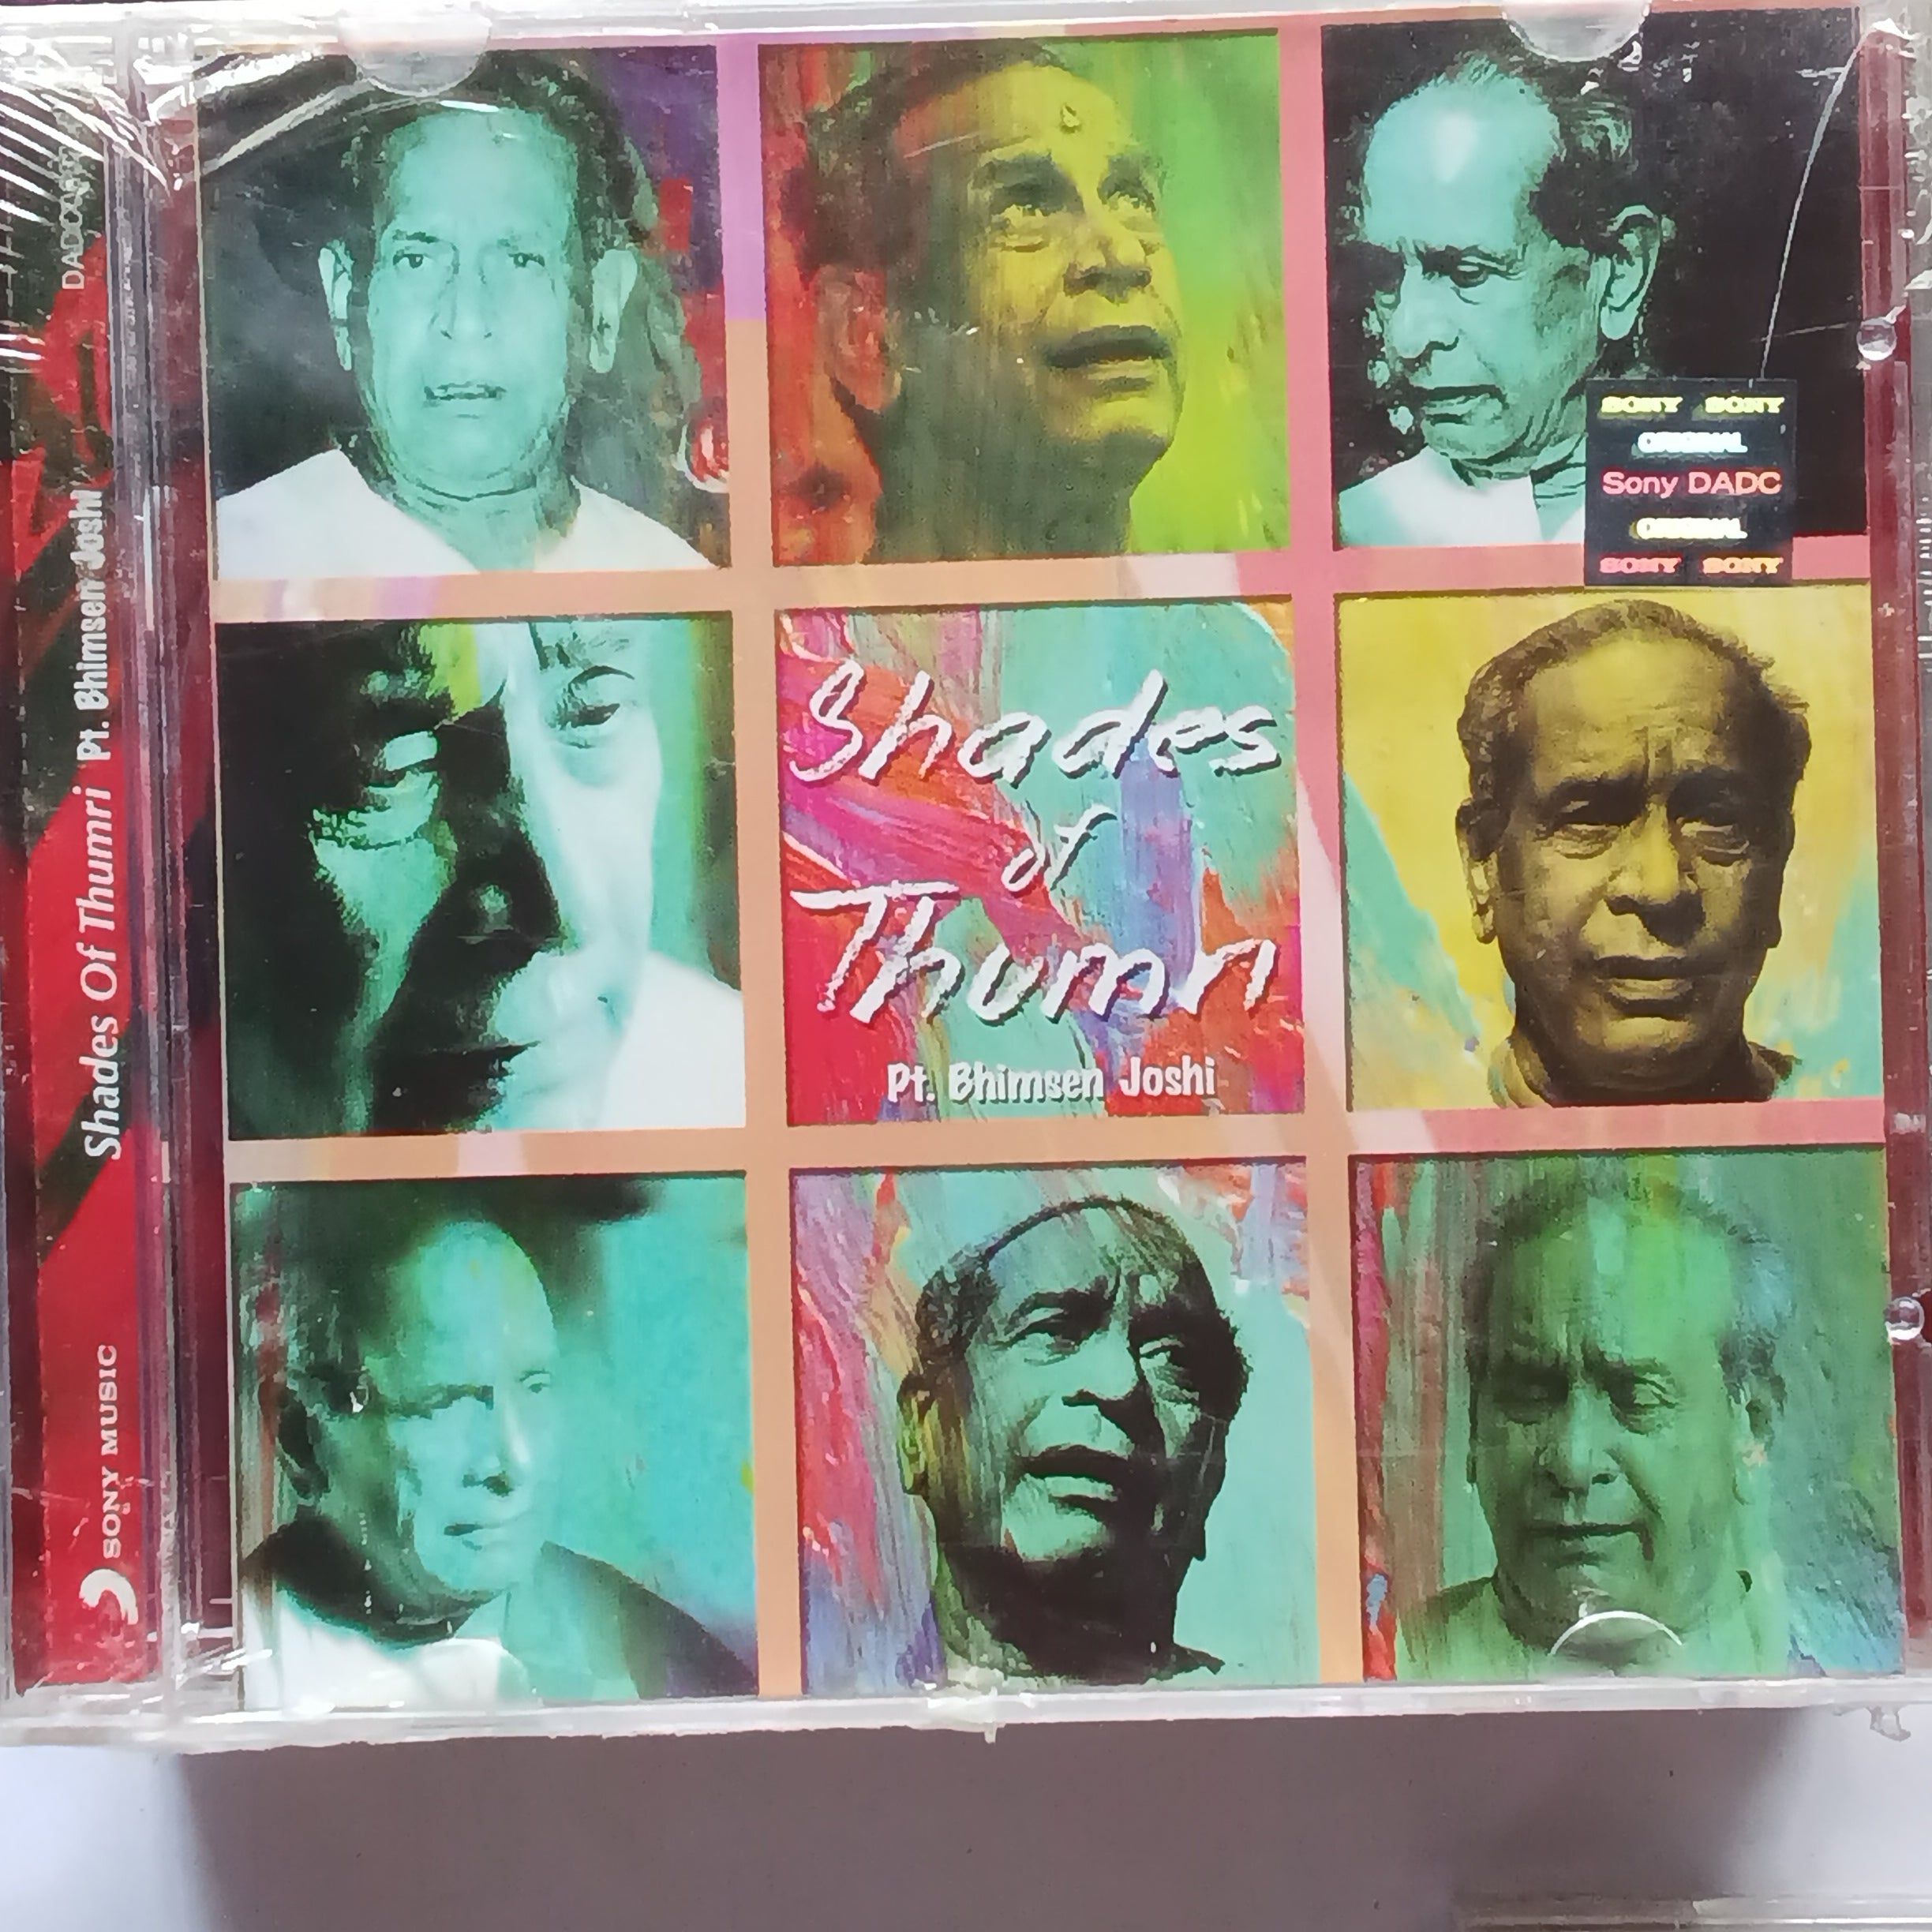 Shades Of Thumri Pt. Bhimsen Joshi
SONY MUSIC
SONY SONY
ORIGINAL
Sony DADC
ORIGINAL
SONY SONY
Shades
of
Thumri
Pt. Bhimsen Joshi